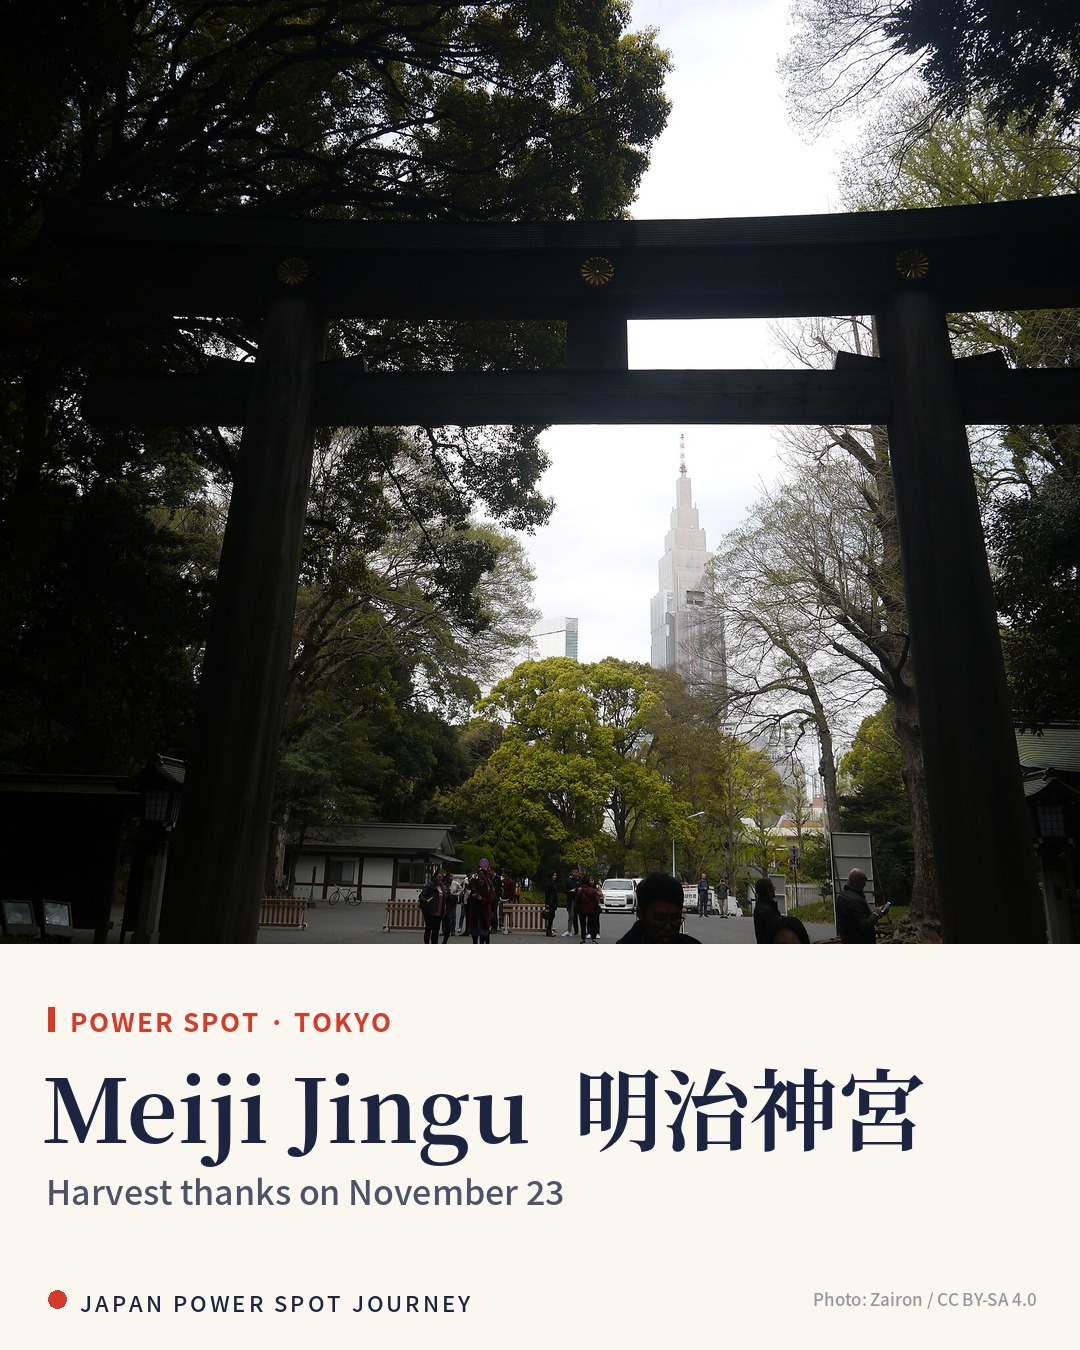 POWER SPOT · TOKYO
Meiji Jingu 明治神宮
Harvest thanks on November 23
JAPAN POWER SPOT JOURNEY
Photo: Zairon / CC BY-SA 4.0